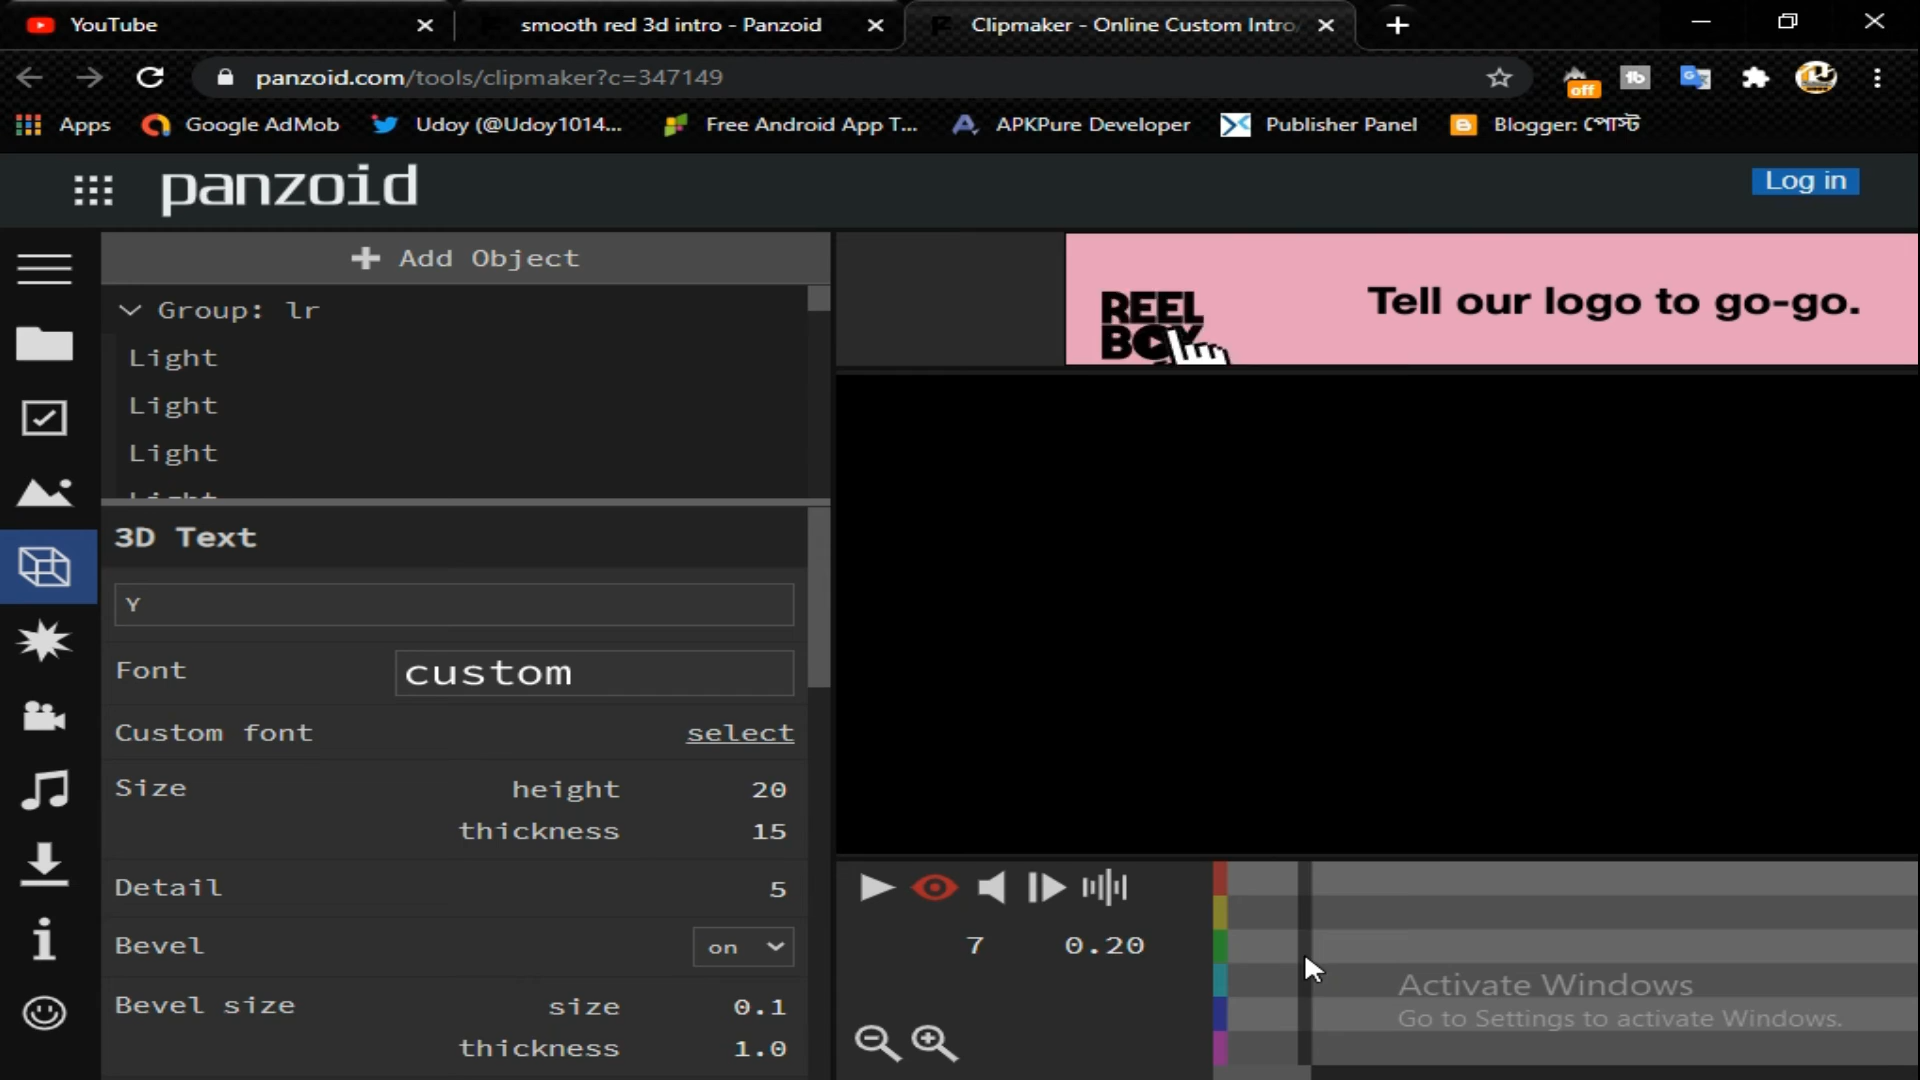 YouTube
smooth red 3d intro - Panzoid
Clipmaker - Online Custom Intro
panzoid.com/tools/clipmaker?c=347149
off
Apps
Google AdMob
Udoy (@Udoy1014...
Free Android App T...
APKPure Developer
Publisher Panel
Blogger: পোস্ট
panzoid
Log in
Add Object
REEL
BOX
Tell our logo to go-go.
Group: lr
Light
Light
Light
Light
3D Text
Y
Font custom
Custom font select
Size height 20
thickness 15
Detail 5
Bevel on
Bevel size size 0.1
thickness 1.0
7 0.20
Activate Windows
Go to Settings to activate Windows.